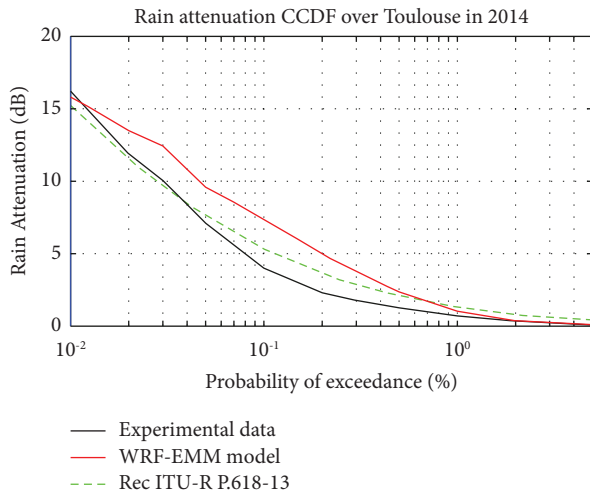 Rain attenuation CCDF over Toulouse in 2014
20
15
10
5
0
Rain Attenuation (dB)
10⁻² 10⁻¹ 10⁰
Probability of exceedance (%)
Experimental data
WRF-EMM model
Rec ITU-R P.618-13